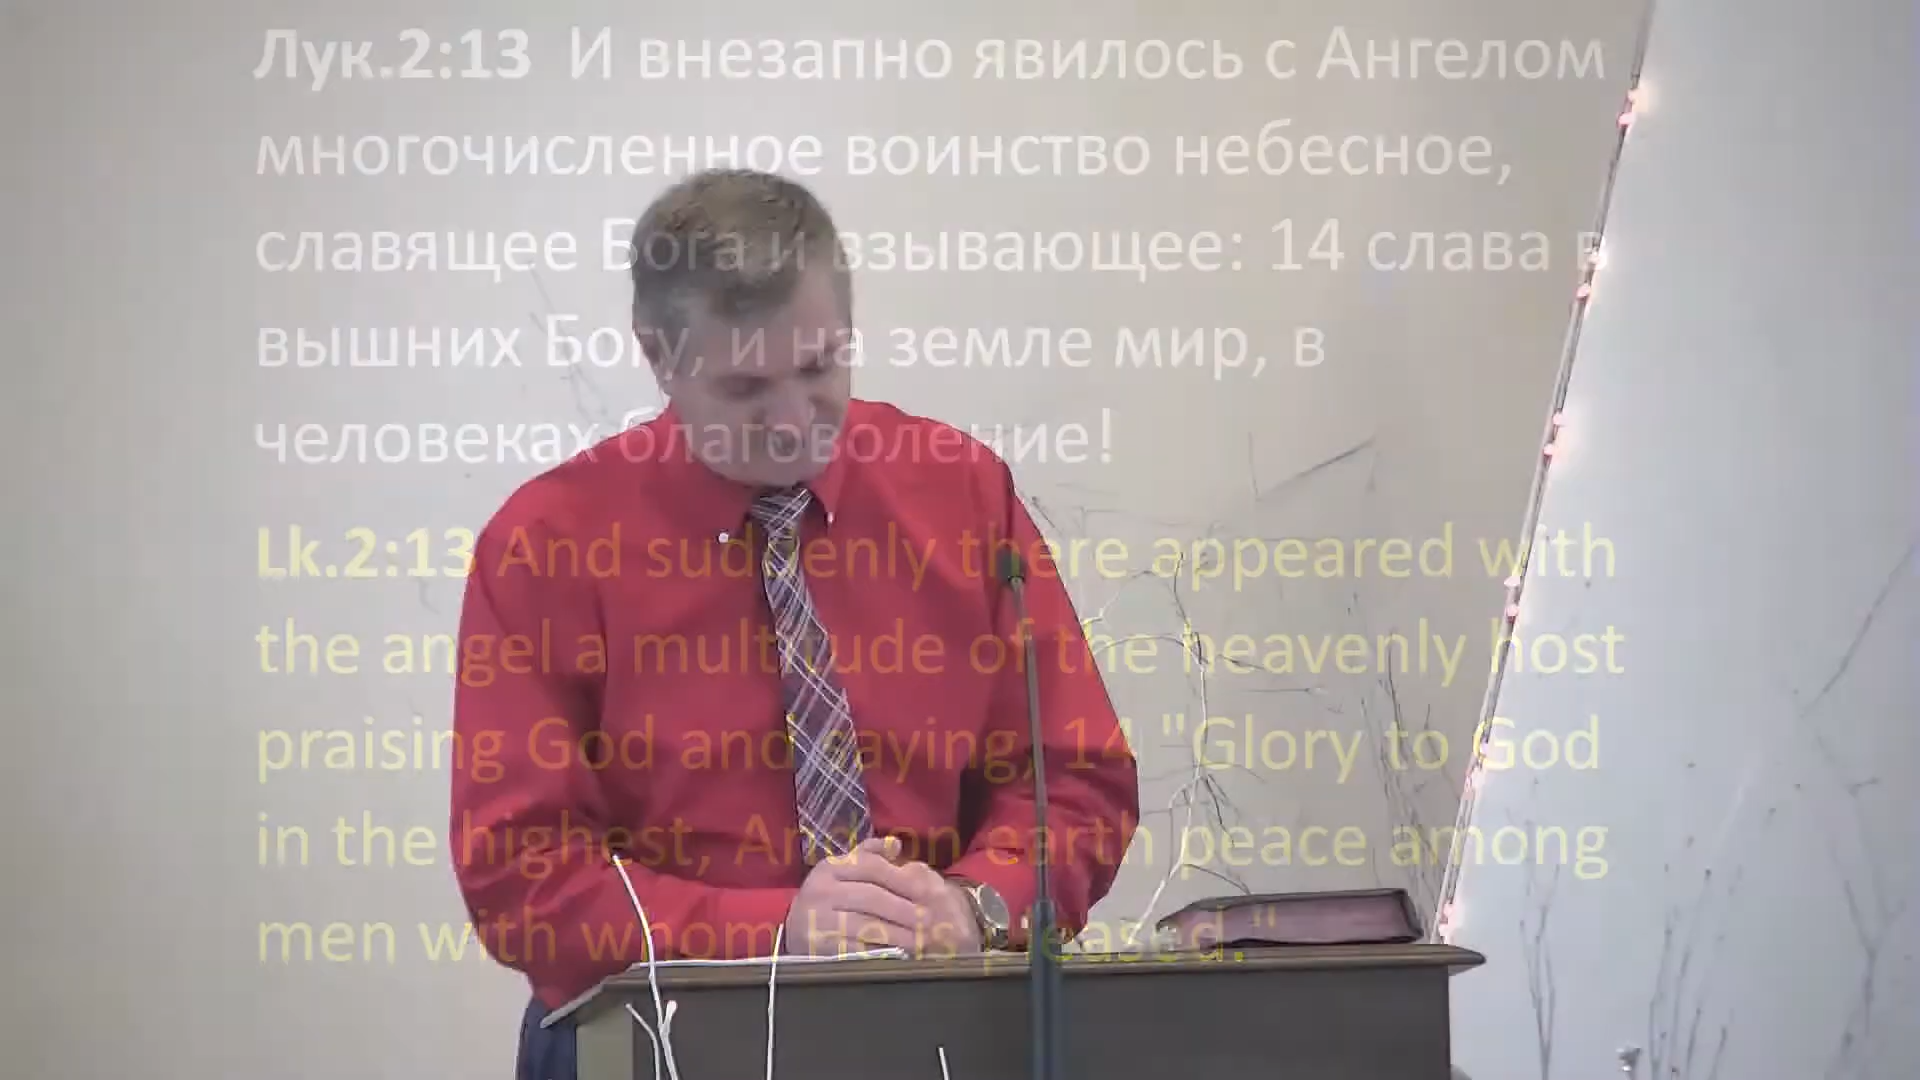 Лук.2:13 И внезапно явилось с Ангелом
многочисленное воинство небесное,
славящее Бога и взывающее: 14 слава в
вышних Богу, и на земле мир, в
человеках благоволение!
Lk.2:13 And suddenly there appeared with
the angel a multitude of the heavenly host
praising God and saying, 14 "Glory to God
in the highest, And on earth peace among
men with whom He is pleased."